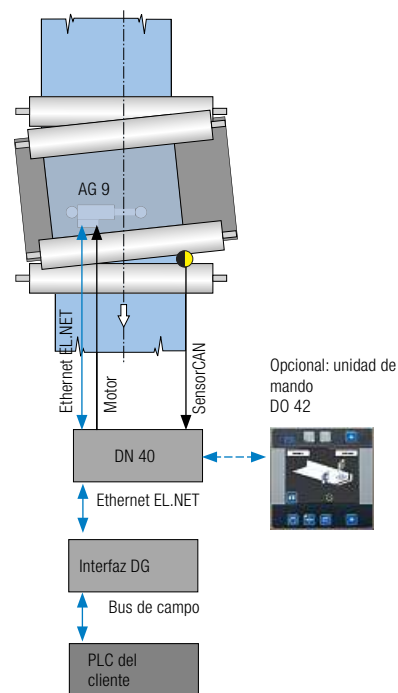 AG 9
Ethernet EL.NET
Motor
SensorCAN
Opcional: unidad de
mando
DO 42
DN 40
Ethernet EL.NET
Interfaz DG
Bus de campo
PLC del
cliente